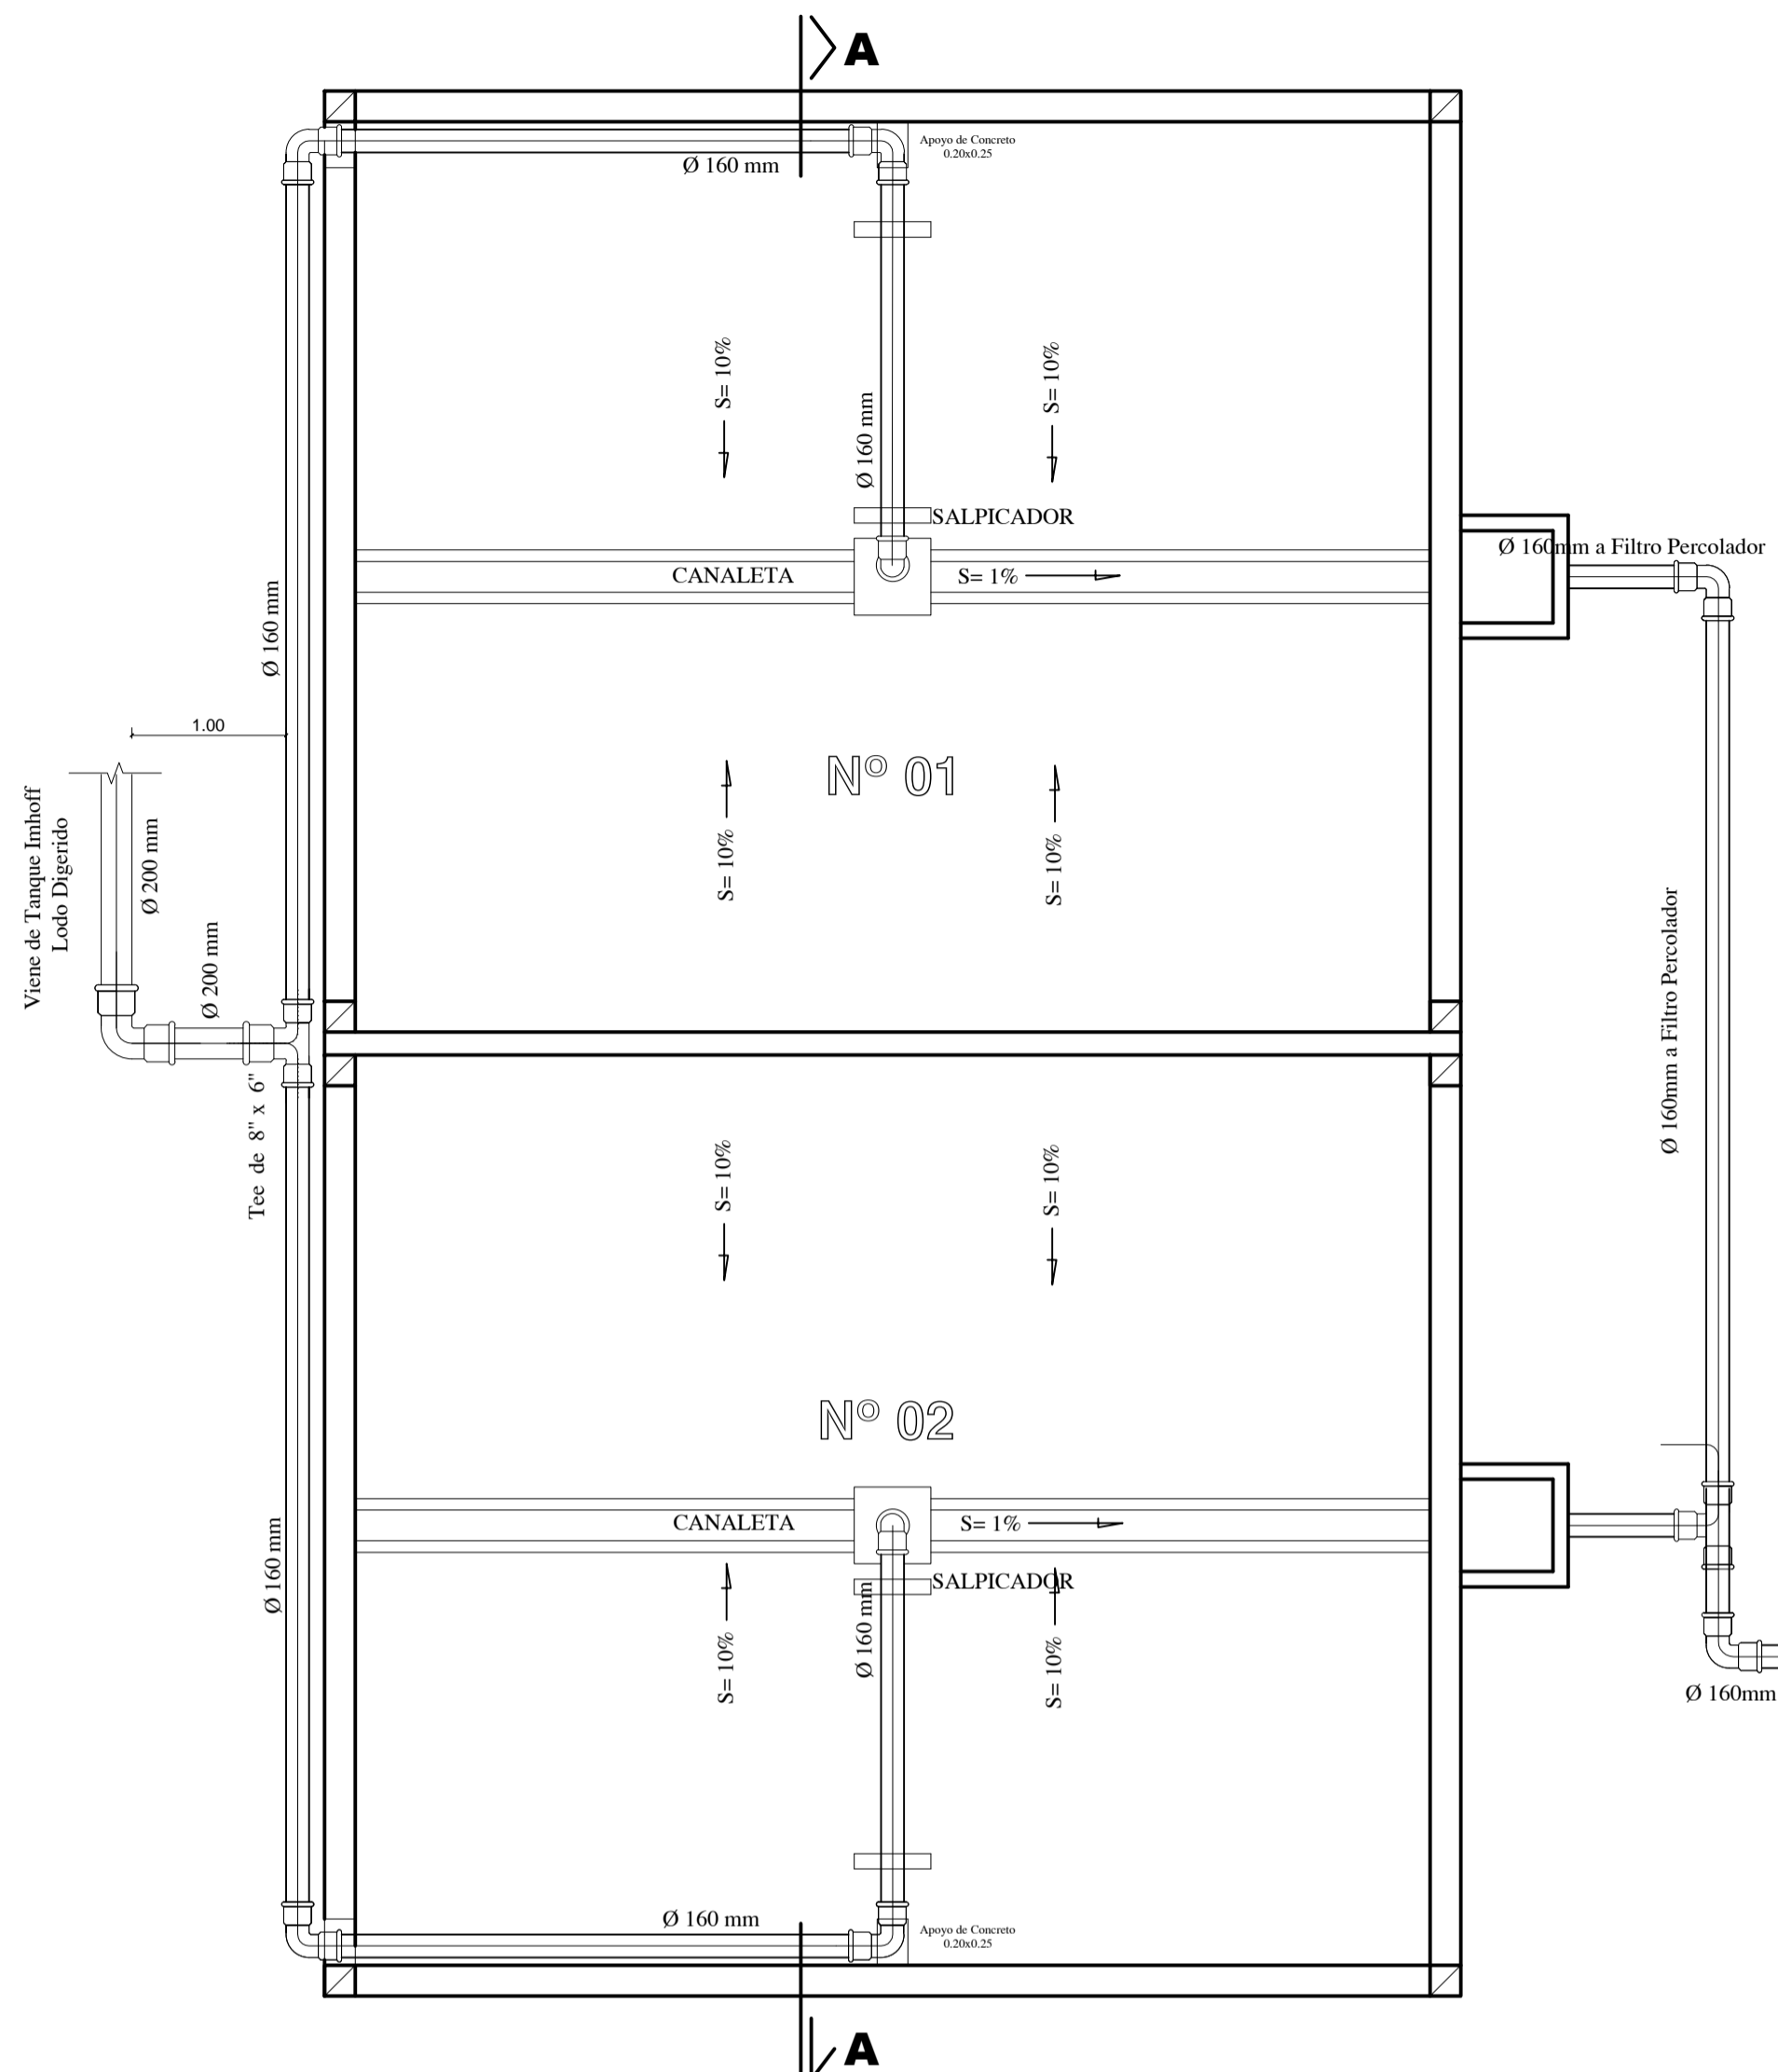 A
Apoyo de Concreto
0.20x0.25
Ø 160 mm
S= 10%
S= 10%
Ø 160 mm
SALPICADOR
Ø 160mm a Filtro Percolador
CANALETA
S= 1%
Ø 160 mm
1.00
Nº 01
Viene de Tanque Imhoff
Lodo Digerido
Ø 200 mm
S= 10%
S= 10%
Ø 200 mm
Ø 160mm a Filtro Percolador
Tee de 8" x 6"
S= 10%
S= 10%
Nº 02
CANALETA
S= 1%
Ø 160 mm
SALPICADOR
Ø 160 mm
S= 10%
S= 10%
Ø 160mm
Ø 160 mm
Apoyo de Concreto
0.20x0.25
A